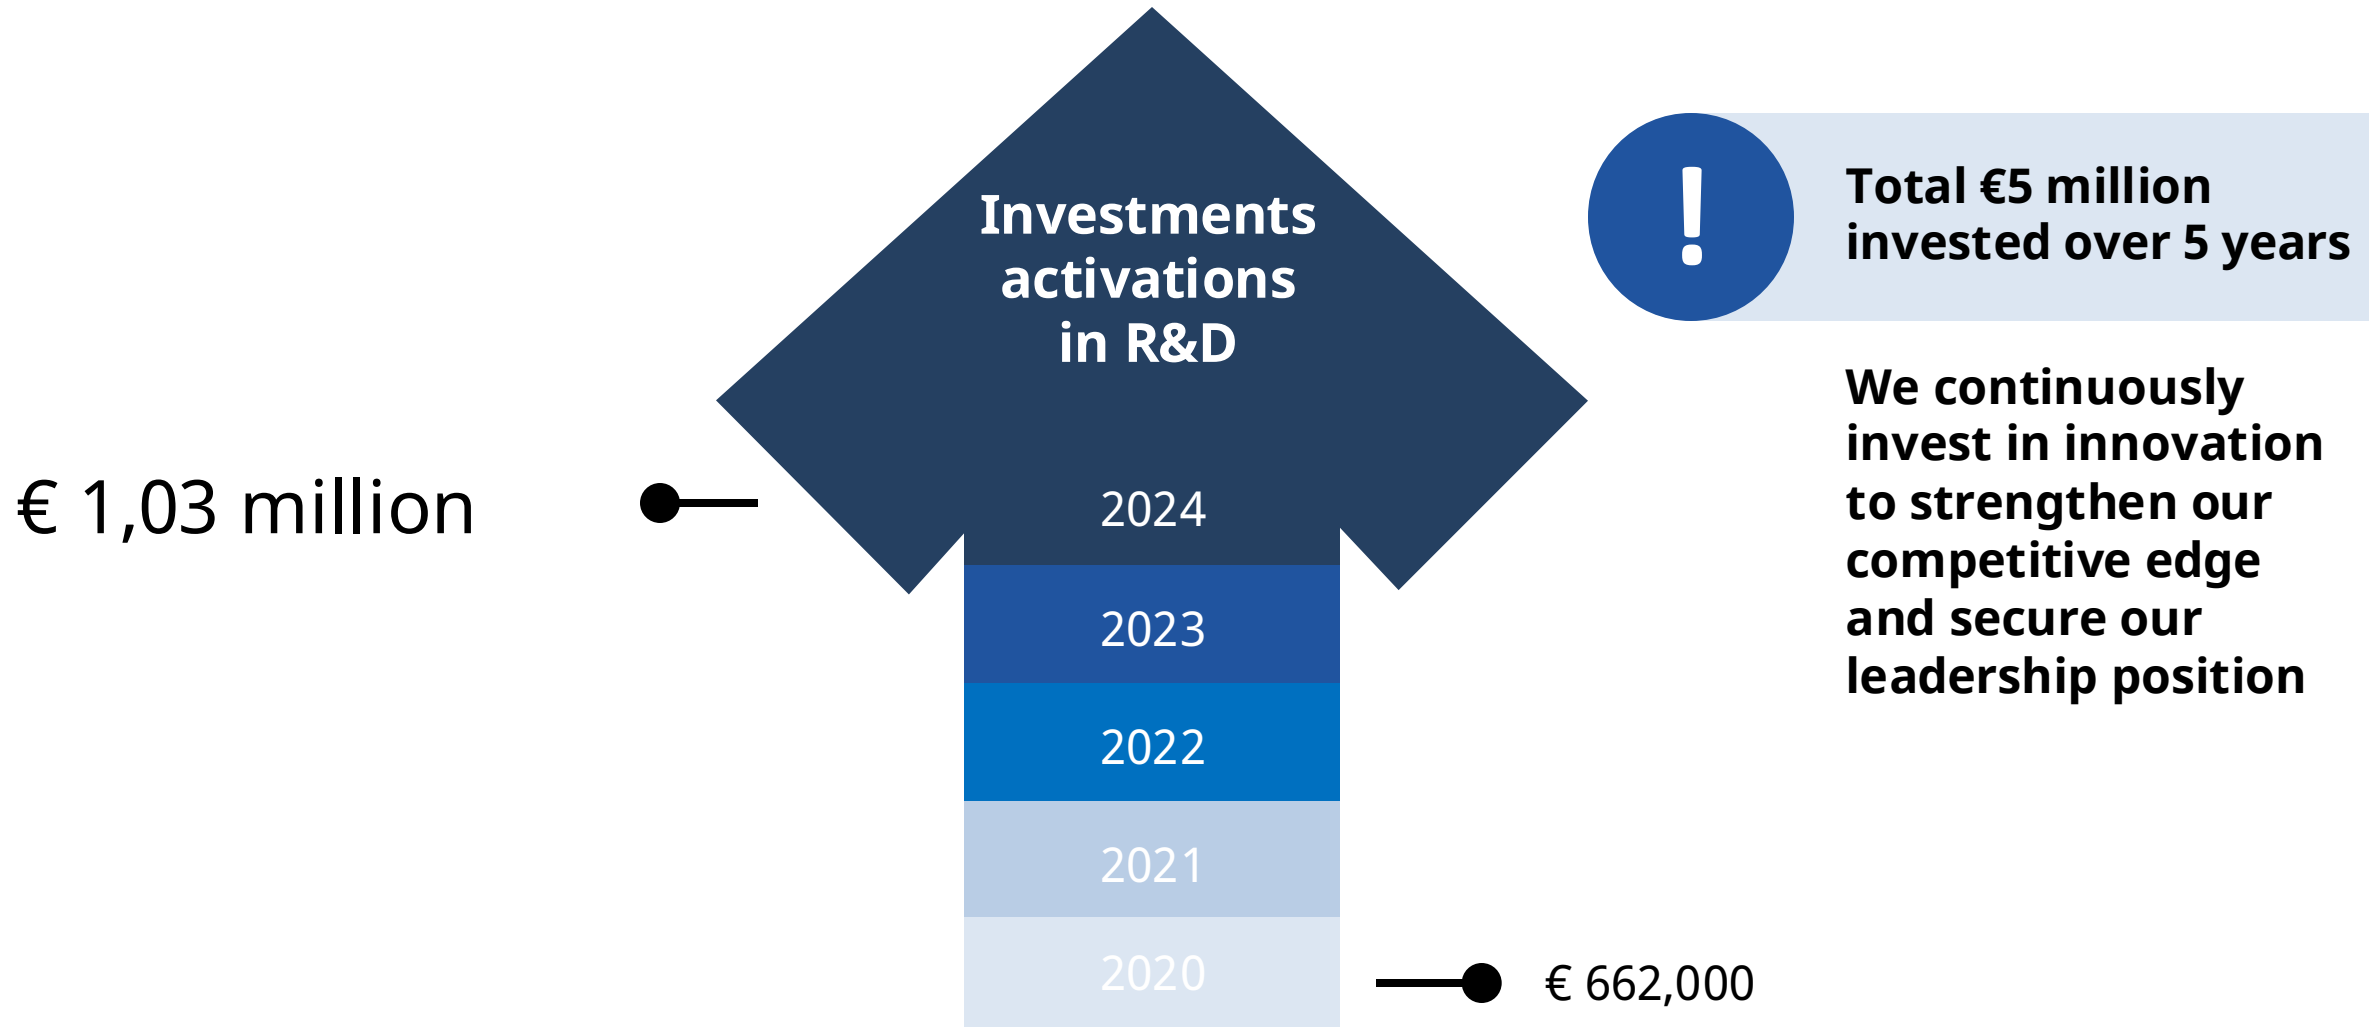 Investments
activations
in R&D
€ 1,03 million
2024
2023
2022
2021
2020
€ 662,000
!
Total €5 million
invested over 5 years
We continuously
invest in innovation
to strengthen our
competitive edge
and secure our
leadership position